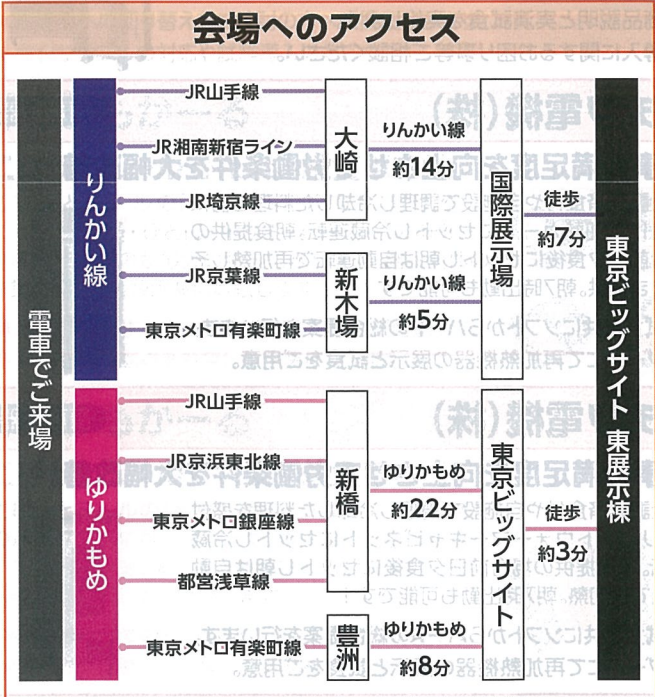 会場へのアクセス
電車でご来場
りんかい線
JR山手線
JR湘南新宿ライン
JR埼京線
大崎
りんかい線
約14分
JR京葉線
東京メトロ有楽町線
新木場
りんかい線
約5分
国際展示場
徒歩
約7分
ゆりかもめ
JR山手線
JR京浜東北線
東京メトロ銀座線
都営浅草線
新橋
ゆりかもめ
約22分
東京メトロ有楽町線
豊洲
ゆりかもめ
約8分
東京ビッグサイト
徒歩
約3分
東京ビッグサイト 東展示棟